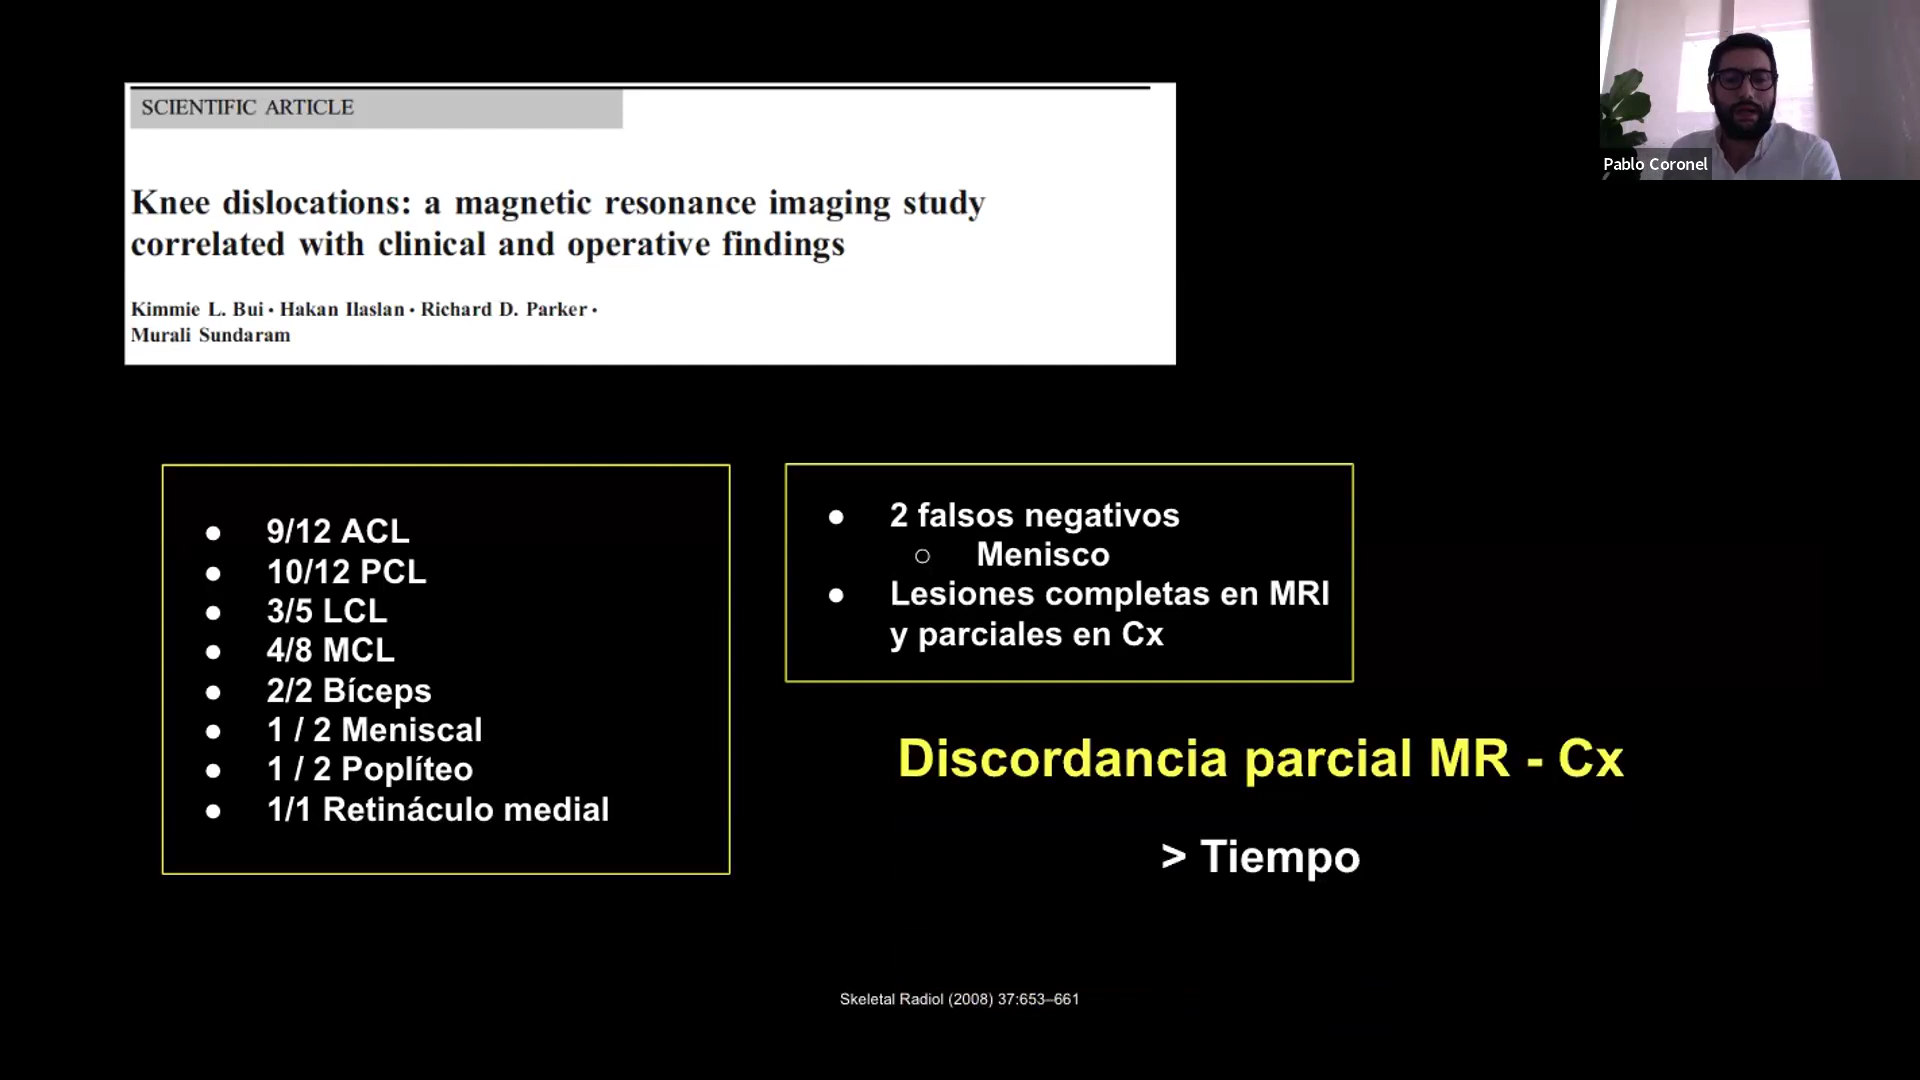 SCIENTIFIC ARTICLE
Knee dislocations: a magnetic resonance imaging study
correlated with clinical and operative findings
Kimmie L. Bui · Hakan Ilaslan · Richard D. Parker ·
Murali Sundaram
Pablo Coronel
● 9/12 ACL
● 10/12 PCL
● 3/5 LCL
● 4/8 MCL
● 2/2 Bíceps
● 1 / 2 Meniscal
● 1 / 2 Poplíteo
● 1/1 Retináculo medial
● 2 falsos negativos
○ Menisco
● Lesiones completas en MRI
y parciales en Cx
Discordancia parcial MR - Cx
> Tiempo
Skeletal Radiol (2008) 37:653–661